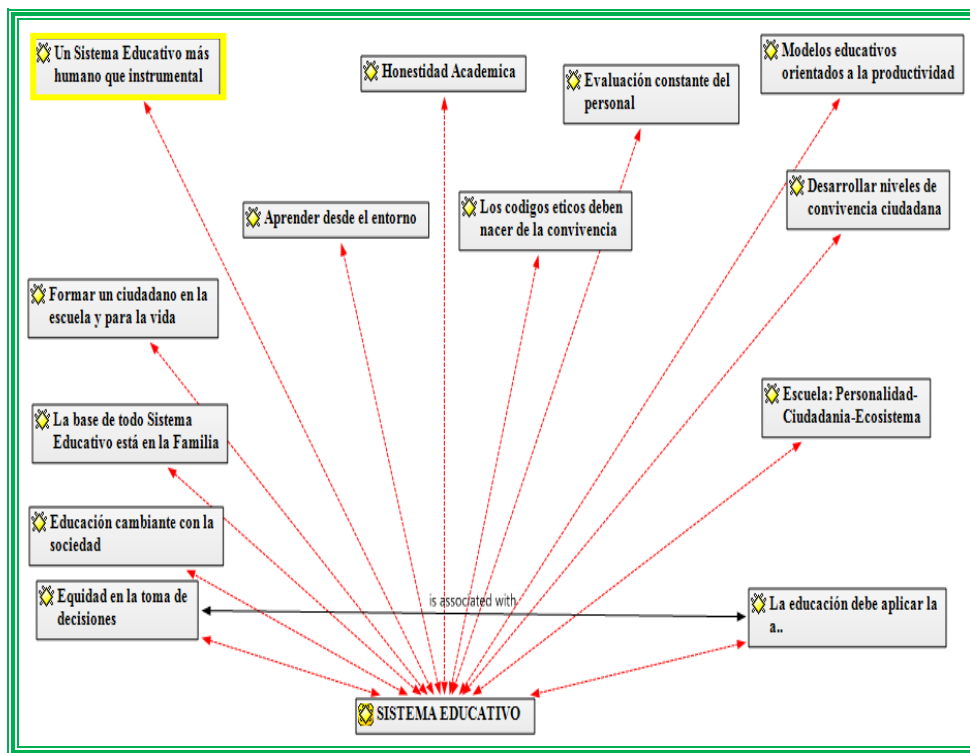 Un Sistema Educativo más
humano que instrumental
Honestidad Academica
Evaluación constante del
personal
Modelos educativos
orientados a la productividad
Aprender desde el entorno
Los codigos eticos deben
nacer de la convivencia
Desarrollar niveles de
convivencia ciudadana
Formar un ciudadano en la
escuela y para la vida
La base de todo Sistema
Educativo está en la Familia
Escuela: Personalidad-
Ciudadania-Ecosistema
Educación cambiante con la
sociedad
Equidad en la toma de
decisiones
is associated with
La educación debe aplicar la
a..
SISTEMA EDUCATIVO